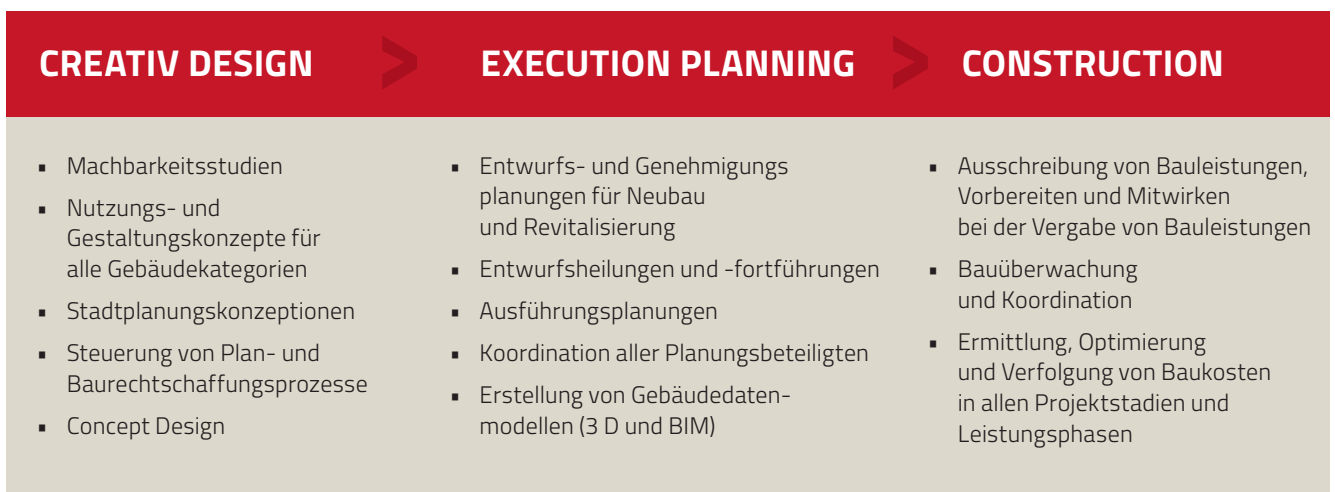 CREATIV DESIGN > EXECUTION PLANNING > CONSTRUCTION
▪ Machbarkeitsstudien
▪ Nutzungs- und
Gestaltungskonzepte für
alle Gebäudekategorien
▪ Stadtplanungskonzeptionen
▪ Steuerung von Plan- und
Baurechtschaffungsprozesse
▪ Concept Design
▪ Entwurfs- und Genehmigungs
planungen für Neubau
und Revitalisierung
▪ Entwurfsheilungen und -fortführungen
▪ Ausführungsplanungen
▪ Koordination aller Planungsbeteiligten
▪ Erstellung von Gebäudedaten-
modellen (3 D und BIM)
▪ Ausschreibung von Bauleistungen,
Vorbereiten und Mitwirken
bei der Vergabe von Bauleistungen
▪ Bauüberwachung
und Koordination
▪ Ermittlung, Optimierung
und Verfolgung von Baukosten
in allen Projektstadien und
Leistungsphasen